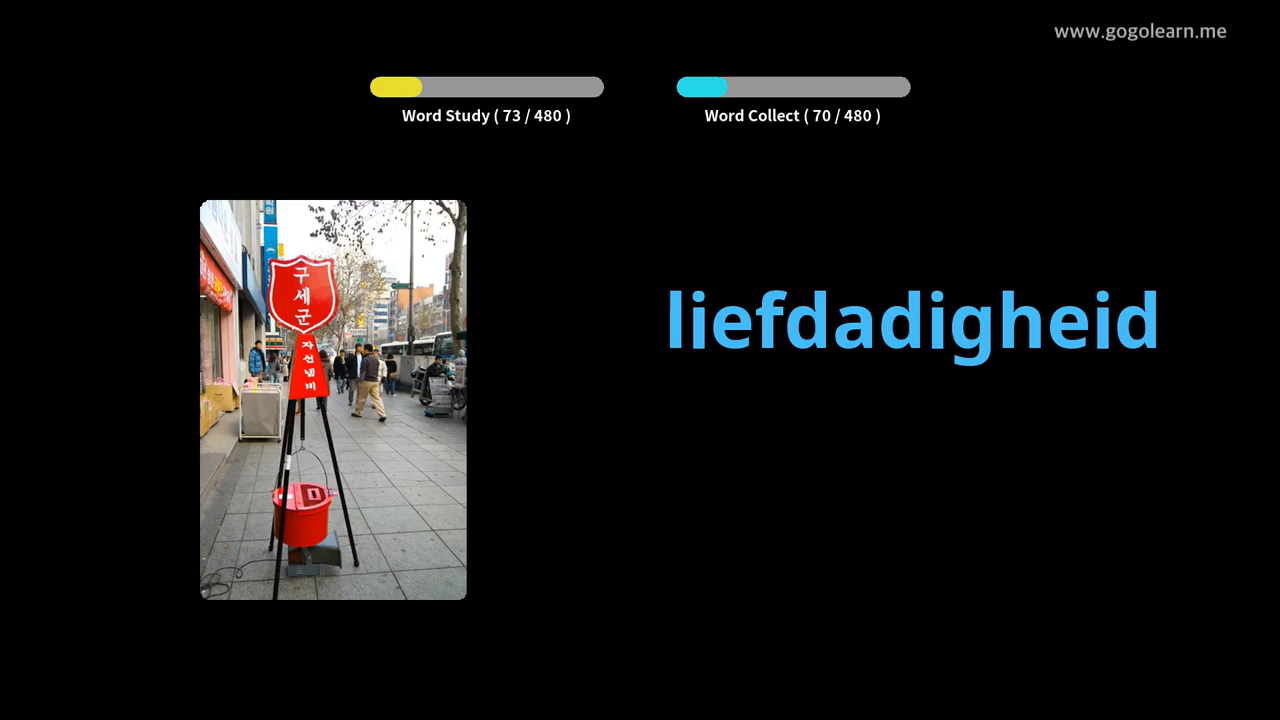 www.gogolearn.me
Word Study ( 73 / 480 )
Word Collect ( 70 / 480 )
liefdadigheid
구세군
자선냄비